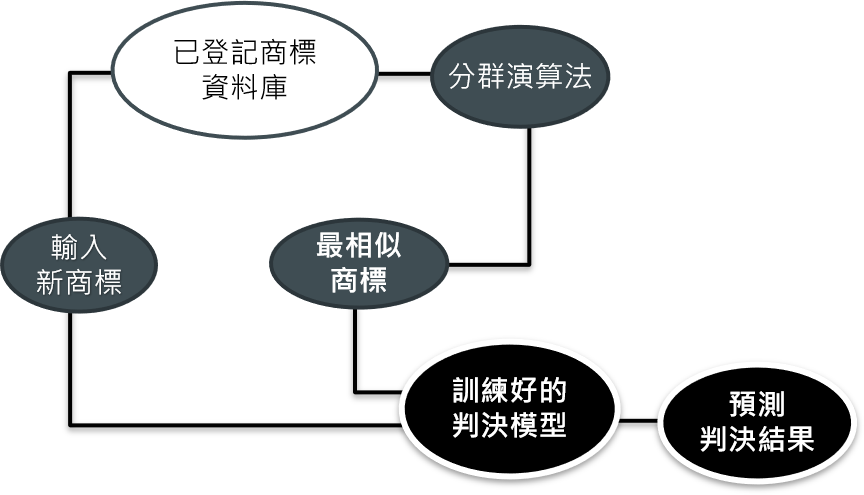 已登記商標
資料庫
分群演算法
輸入
新商標
最相似
商標
訓練好的
判決模型
預測
判決結果